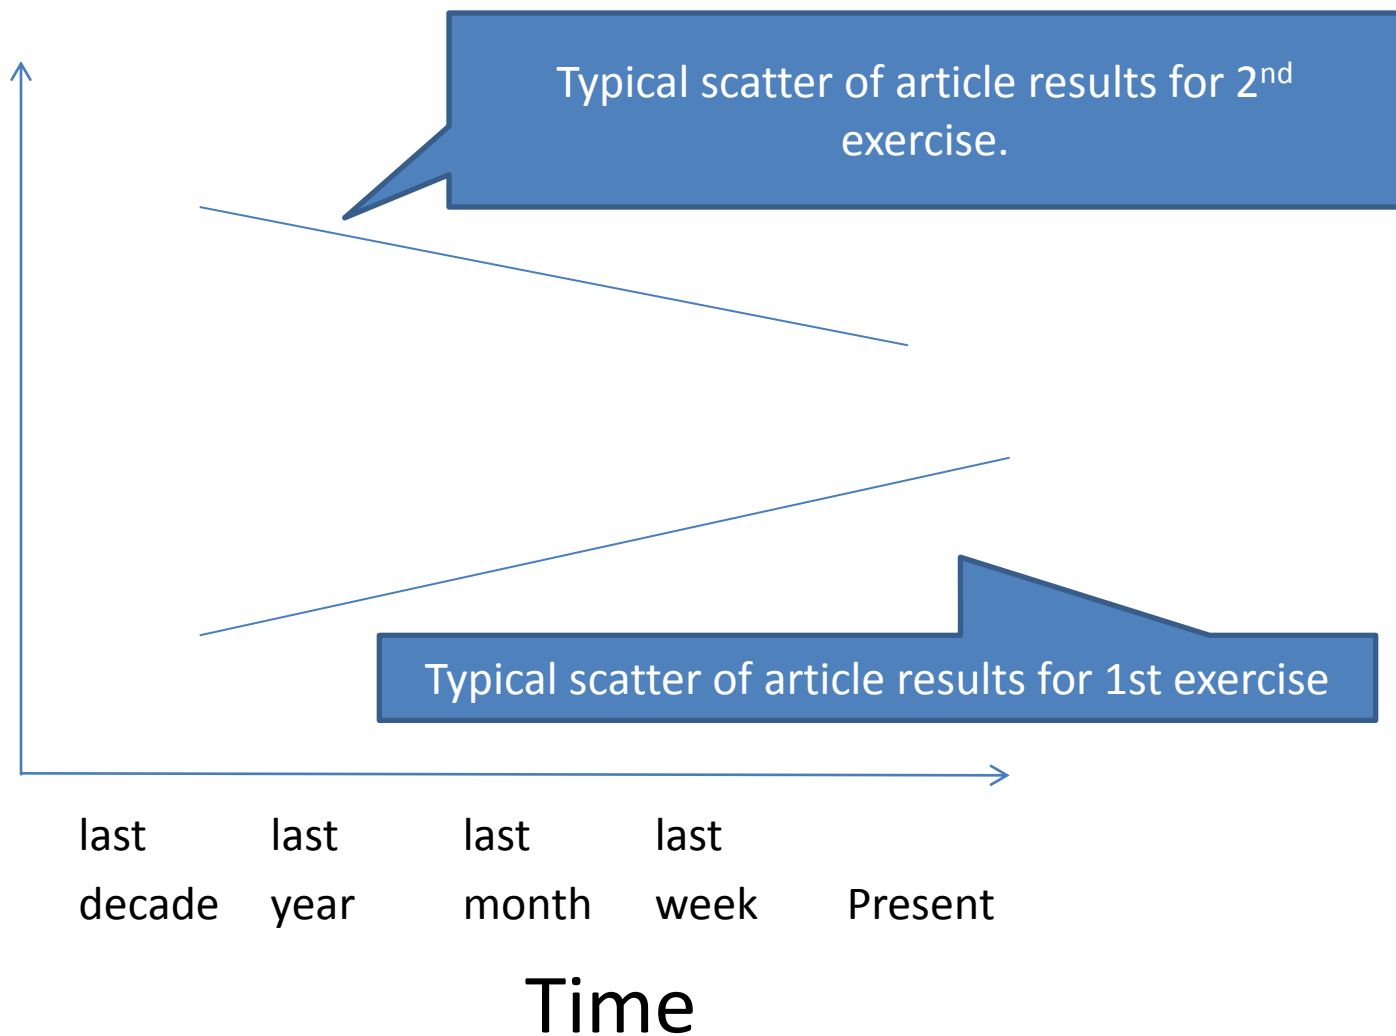 Typical scatter of article results for 2nd
exercise.
Typical scatter of article results for 1st exercise
last last last last
decade year month week Present
Time